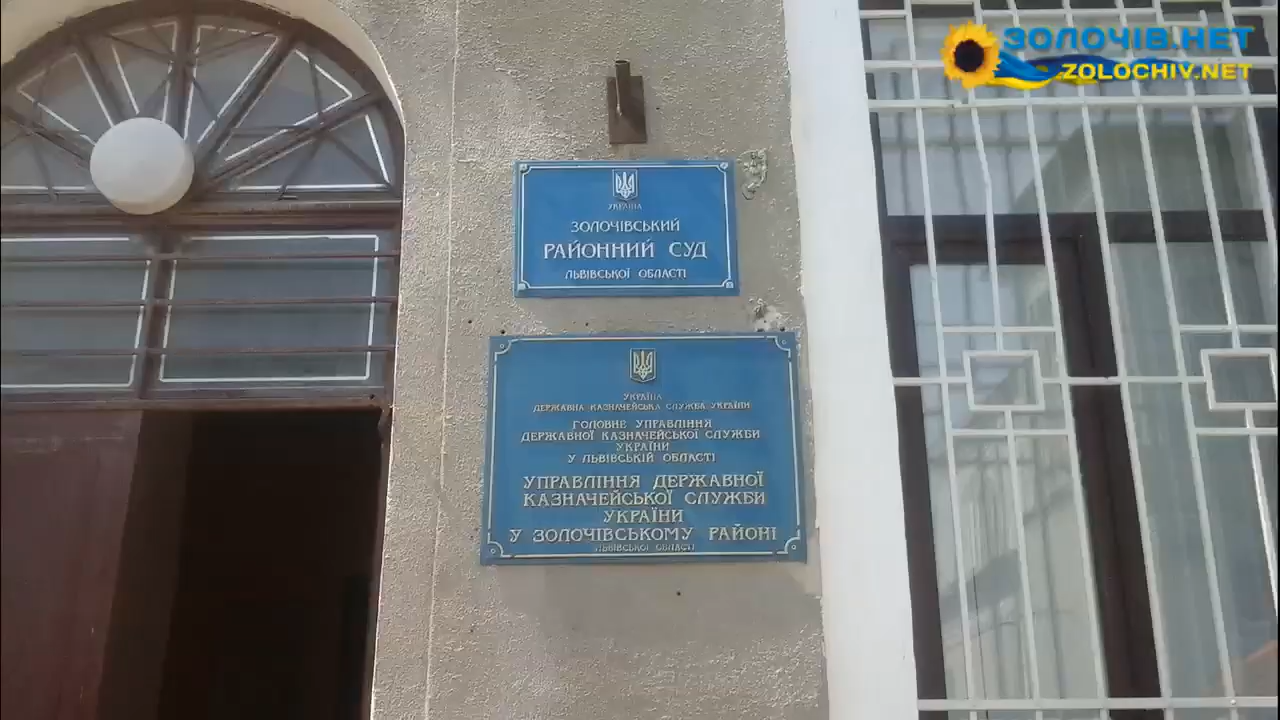 ЗОЛОЧІВ.НЕТ
ZOLOCHIV.NET
УКРАЇНА
ЗОЛОЧІВСЬКИЙ
РАЙОННИЙ СУД
ЛЬВІВСЬКОЇ ОБЛАСТІ
УКРАЇНА
ДЕРЖАВНА КАЗНАЧЕЙСЬКА СЛУЖБА УКРАЇНИ
ГОЛОВНЕ УПРАВЛІННЯ
ДЕРЖАВНОЇ КАЗНАЧЕЙСЬКОЇ СЛУЖБИ
УКРАЇНИ
У ЛЬВІВСЬКІЙ ОБЛАСТІ
УПРАВЛІННЯ ДЕРЖАВНОЇ
КАЗНАЧЕЙСЬКОЇ СЛУЖБИ
УКРАЇНИ
У ЗОЛОЧІВСЬКОМУ РАЙОНІ
ЛЬВІВСЬКОЇ ОБЛАСТІ